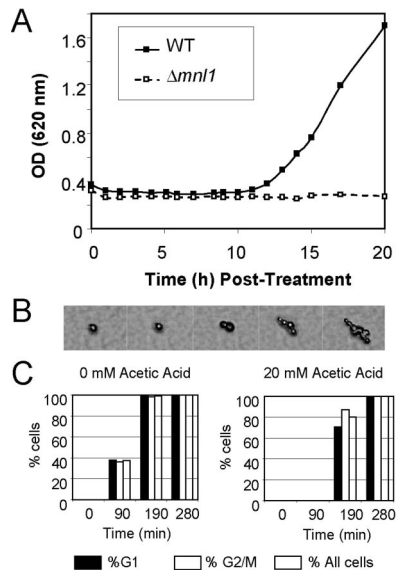 A
1.6
1.2
0.8
0.4
0
OD (620 nm)
WT
Δmnl1
0 5 10 15 20
Time (h) Post-Treatment
B
C
0 mM Acetic Acid
100
80
60
40
20
0
% cells
0 90 190 280
Time (min)
20 mM Acetic Acid
100
80
60
40
20
0
% cells
0 90 190 280
Time (min)
%G1 % G2/M % All cells